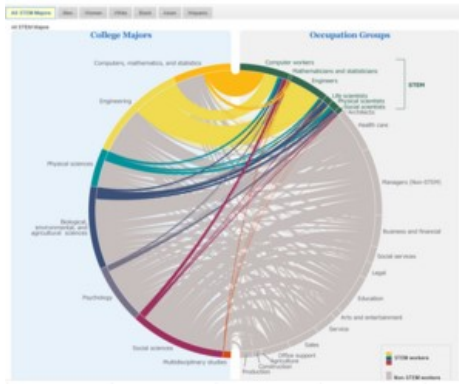 All STEM Majors Men Women White Black Asian Hispanic
All STEM Majors
College Majors
Occupation Groups
Computers, mathematics, and statistics
Engineering
Physical sciences
Biological,
environmental, and
agricultural sciences
Psychology
Social sciences
Multidisciplinary studies
Computer workers
Mathematicians and statisticians
Engineers
Life scientists
Physical scientists
Social scientists
Architects
STEM
Health care
Managers (Non-STEM)
Business and financial
Social services
Legal
Education
Arts and entertainment
Service
Sales
Office support
Agriculture
Construction
Production
STEM workers
Non-STEM workers